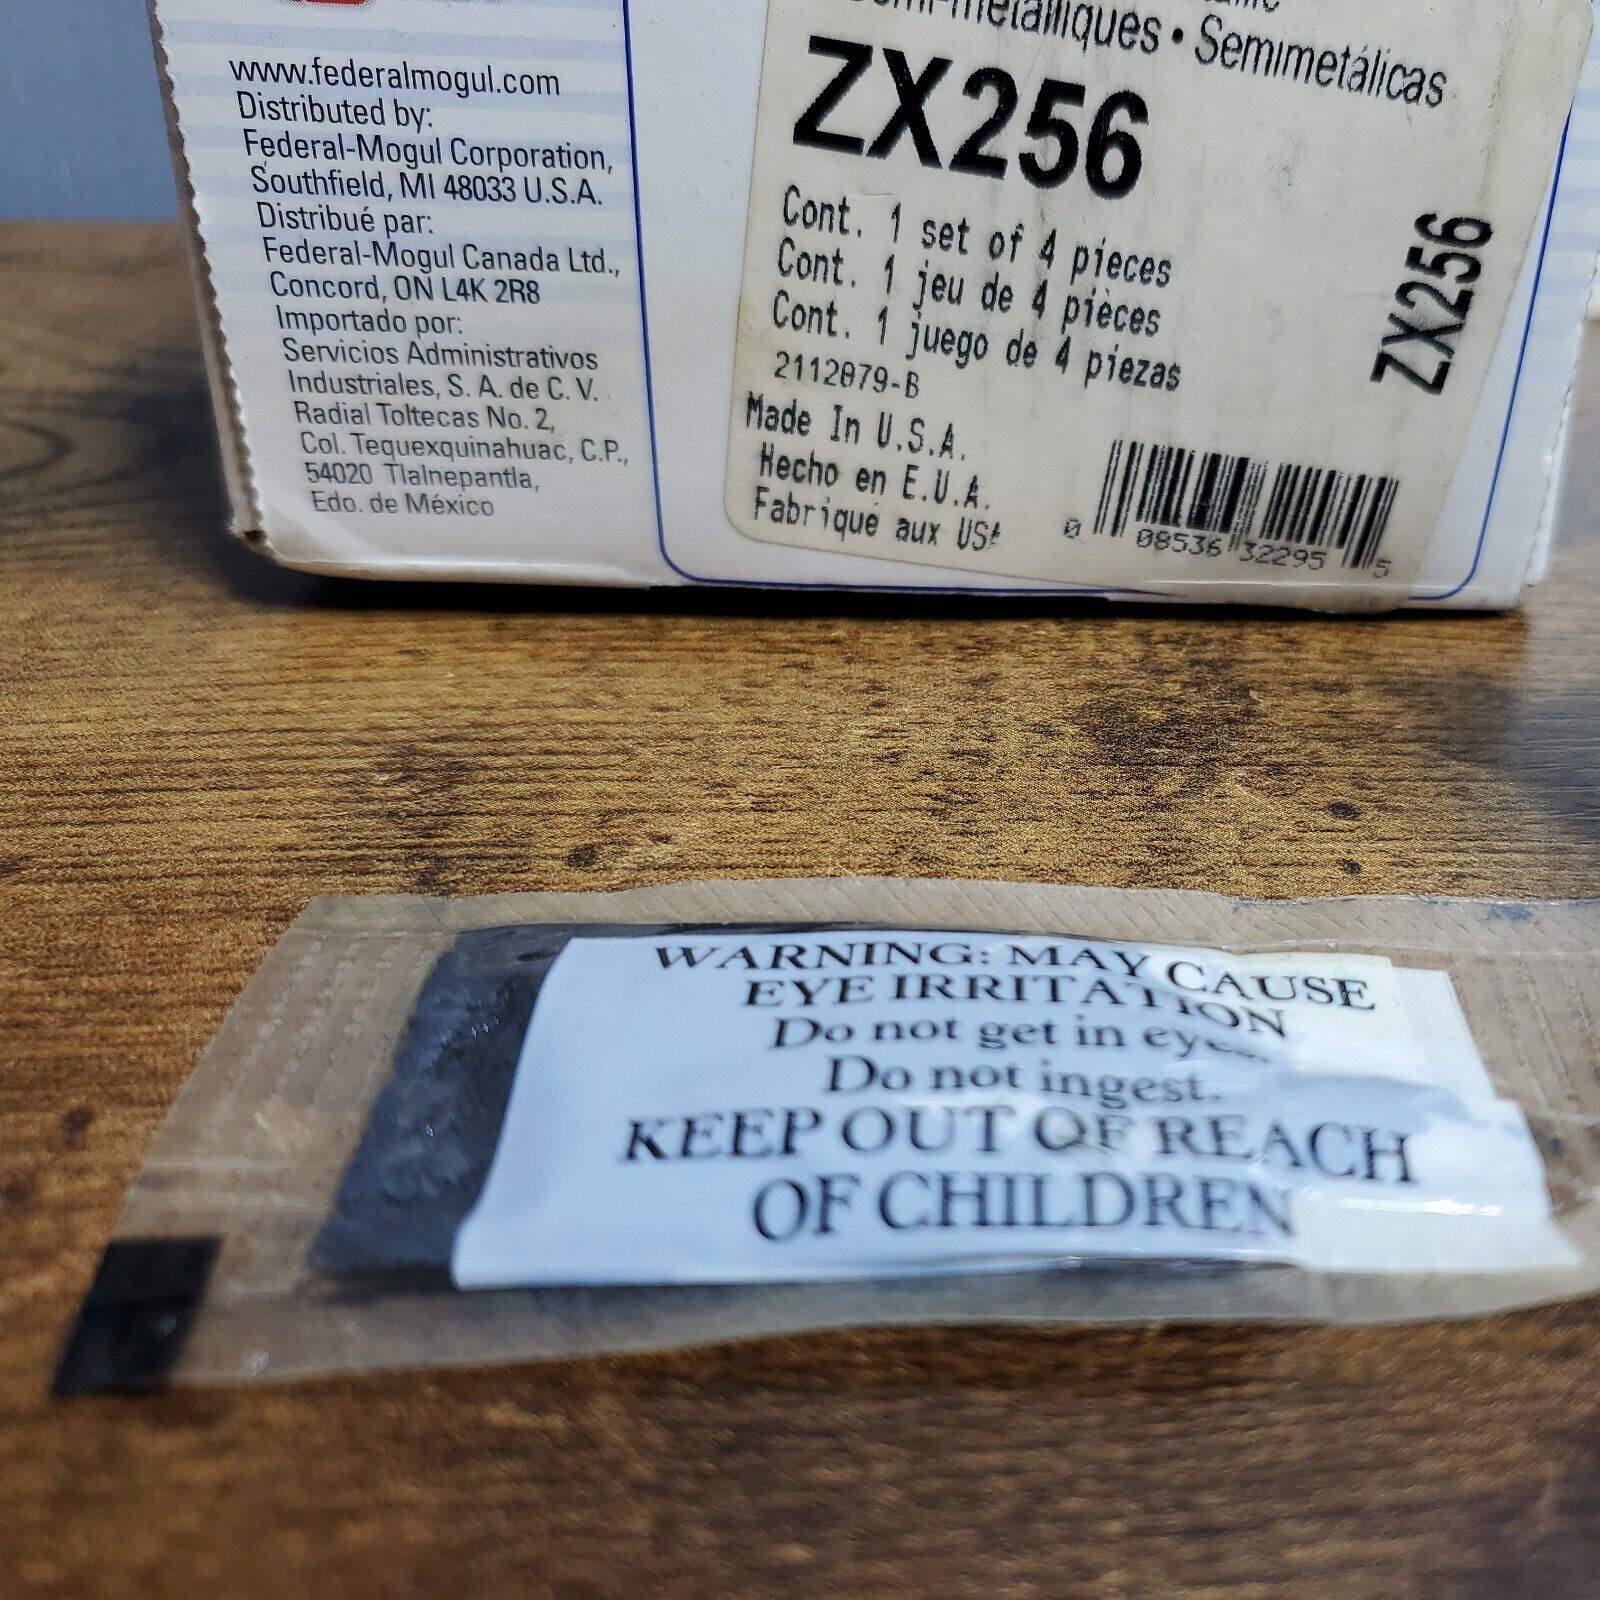 www.federalmogul.com
Distributed by:
Federal-Mogul Corporation,
Southfield, MI 48033 U.S.A.
Distribué par:
Federal-Mogul Canada Ltd.,
Concord, ON L4K 2R8
Importado por:
Servicios Administrativos
Industriales, S. A. de C. V.
Radial Toltecas No. 2,
Col. Tequexquinahuac, C.P.,
54020 Tlalnepantla,
Edo. de México
Semi-metalliques • Semimetálicas
ZX256
Cont. 1 set of 4 pieces
Cont. 1 jeu de 4 pièces
Cont. 1 juego de 4 piezas
2112079-B
Made In U.S.A.
Hecho en E.U.A.
Fabriqué aux USA
ZX256
0 08536 32295 5
WARNING: MAY CAUSE
EYE IRRITATION
Do not get in eyes.
Do not ingest.
KEEP OUT OF REACH
OF CHILDREN